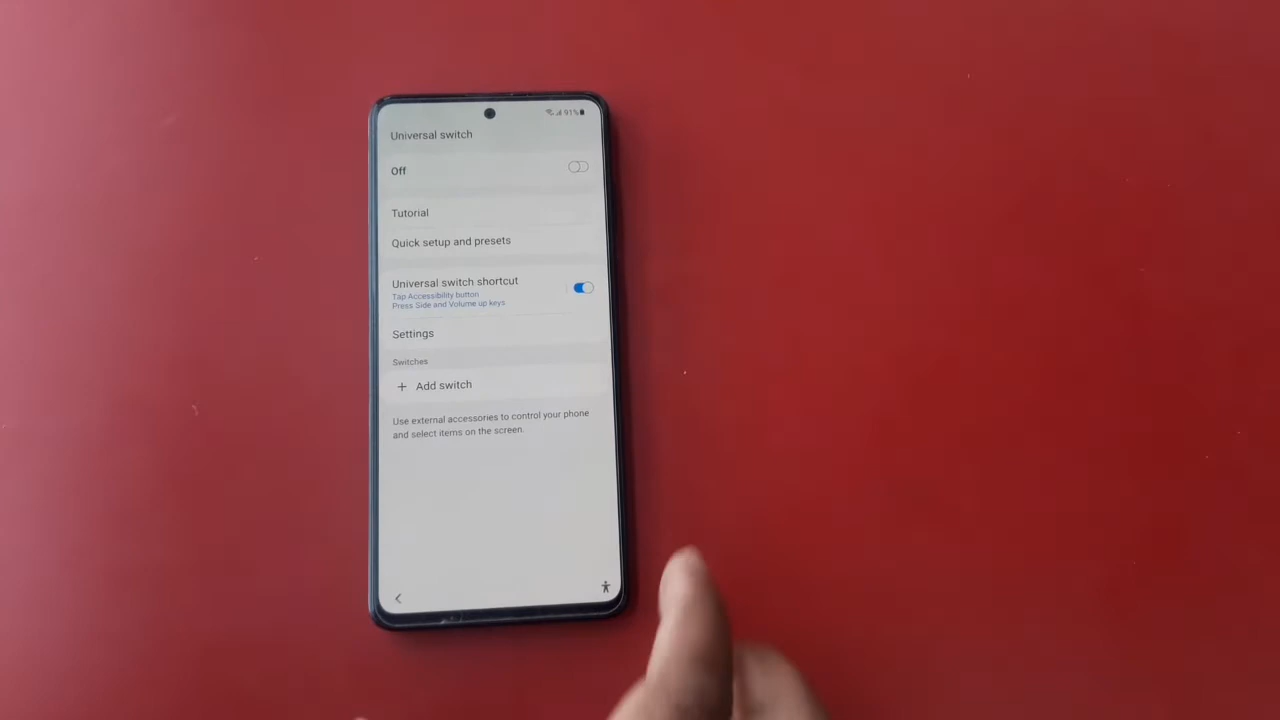 91%
Universal switch
Off
Tutorial
Quick setup and presets
Universal switch shortcut
Tap Accessibility button
Press Side and Volume up keys
Settings
Switches
+ Add switch
Use external accessories to control your phone
and select items on the screen.